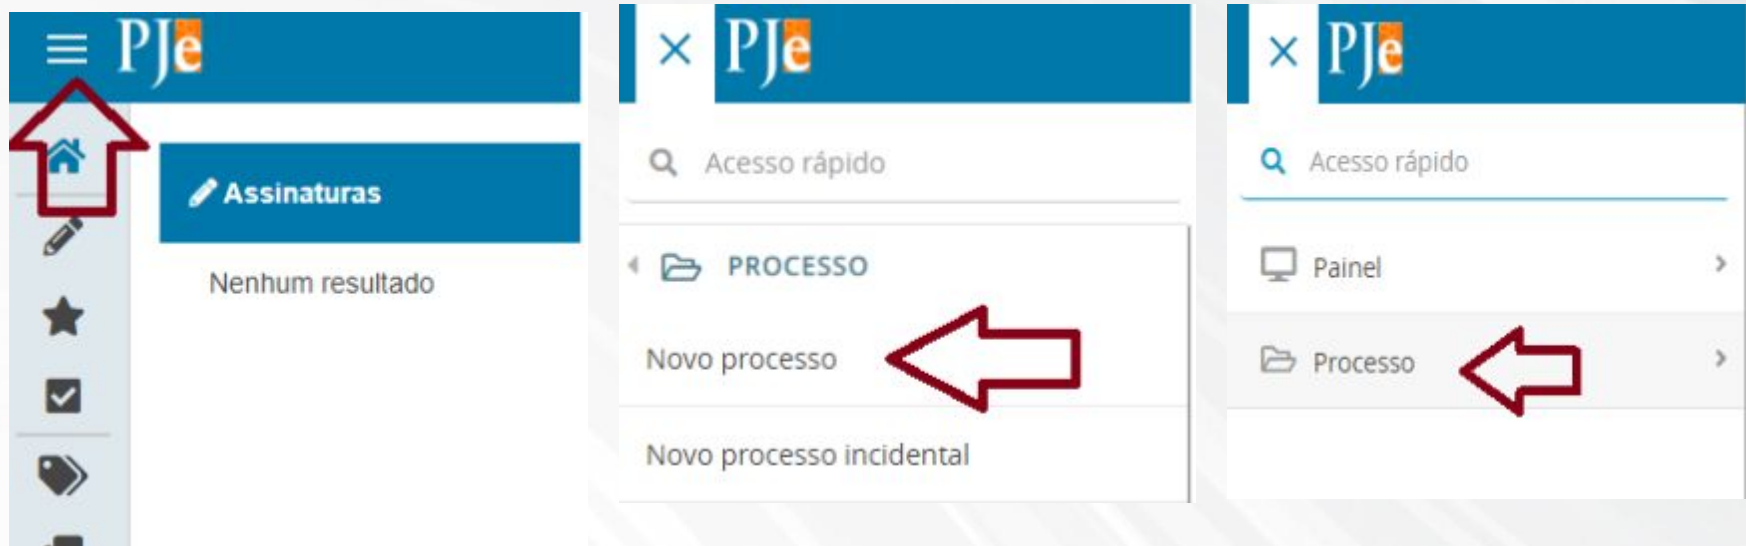 PJe
Assinaturas
Nenhum resultado
PJe
Acesso rápido
PROCESSO
Novo processo
Novo processo incidental
PJe
Acesso rápido
Painel
Processo